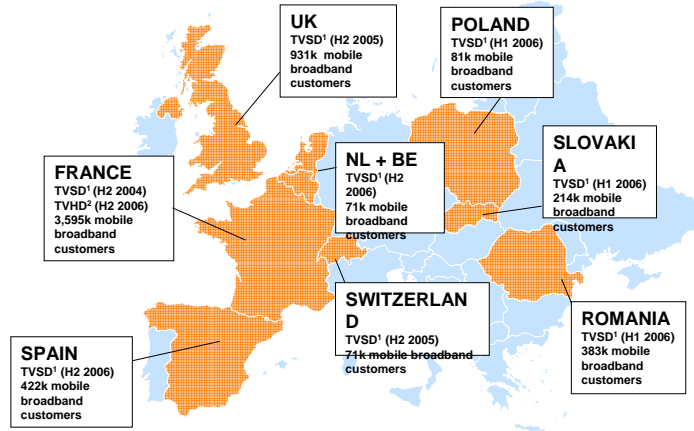 UK
TVSD¹ (H2 2005)
931k mobile
broadband
customers
POLAND
TVSD¹ (H1 2006)
81k mobile
broadband
customers
FRANCE
TVSD¹ (H2 2004)
TVHD² (H2 2006)
3,595k mobile
broadband
customers
NL + BE
TVSD¹ (H2
2006)
71k mobile
broadband
customers
SLOVAKI
A
TVSD¹ (H1 2006)
214k mobile
broadband
customers
SPAIN
TVSD¹ (H2 2006)
422k mobile
broadband
customers
SWITZERLAN
D
TVSD¹ (H2 2005)
71k mobile broadband
customers
ROMANIA
TVSD¹ (H1 2006)
383k mobile
broadband
customers